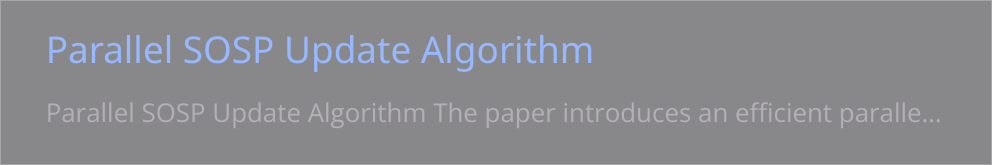 Parallel SOSP Update Algorithm
Parallel SOSP Update Algorithm The paper introduces an efficient paralle...